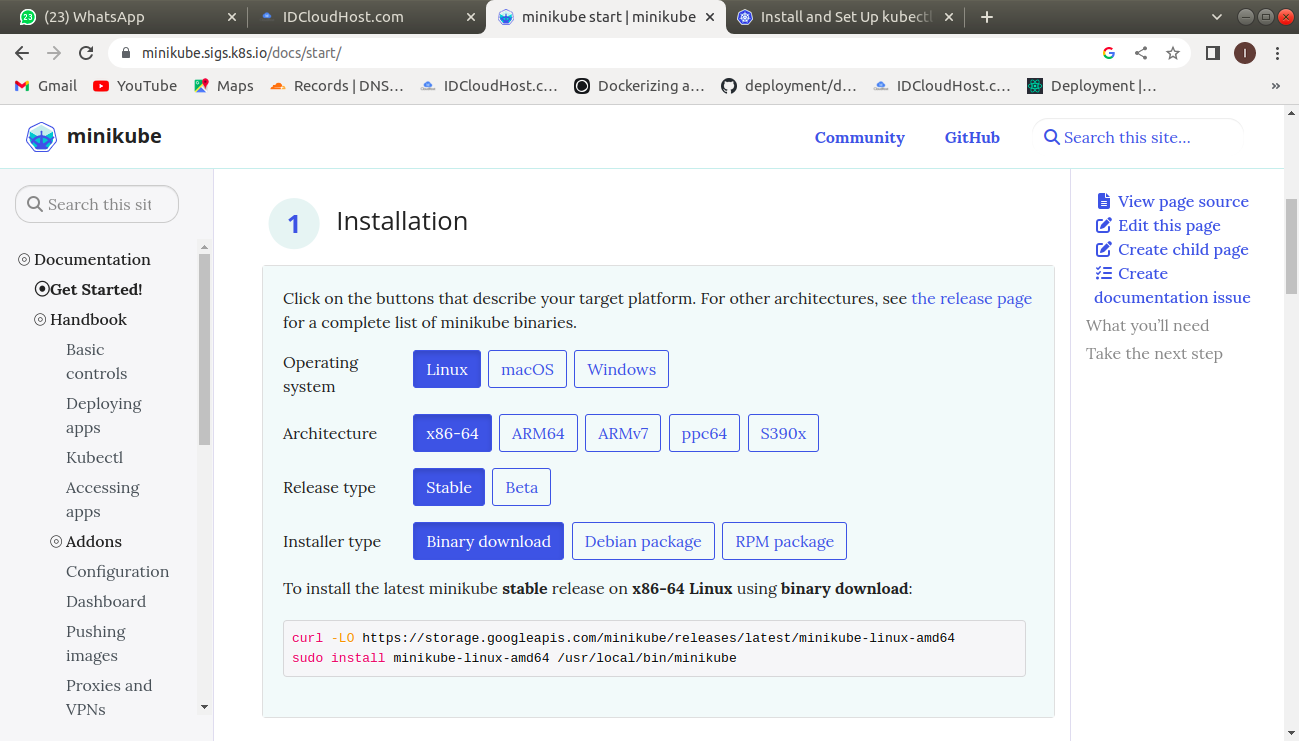 (23) WhatsApp
IDCloudHost.com
minikube start | minikube
Install and Set Up kubectl
minikube.sigs.k8s.io/docs/start/
I
Gmail
YouTube
Maps
Records | DNS...
IDCloudHost.c...
Dockerizing a...
deployment/d...
IDCloudHost.c...
Deployment |...
»
minikube
Community
GitHub
Search this site...
Search this sit
Documentation
Get Started!
Handbook
Basic
controls
Deploying
apps
Kubectl
Accessing
apps
Addons
Configuration
Dashboard
Pushing
images
Proxies and
VPNs
1 Installation
Click on the buttons that describe your target platform. For other architectures, see the release page
for a complete list of minikube binaries.
Operating
system
Linux macOS Windows
Architecture x86-64 ARM64 ARMv7 ppc64 S390x
Release type Stable Beta
Installer type Binary download Debian package RPM package
To install the latest minikube stable release on x86-64 Linux using binary download:
curl -LO https://storage.googleapis.com/minikube/releases/latest/minikube-linux-amd64
sudo install minikube-linux-amd64 /usr/local/bin/minikube
View page source
Edit this page
Create child page
Create
documentation issue
What you’ll need
Take the next step